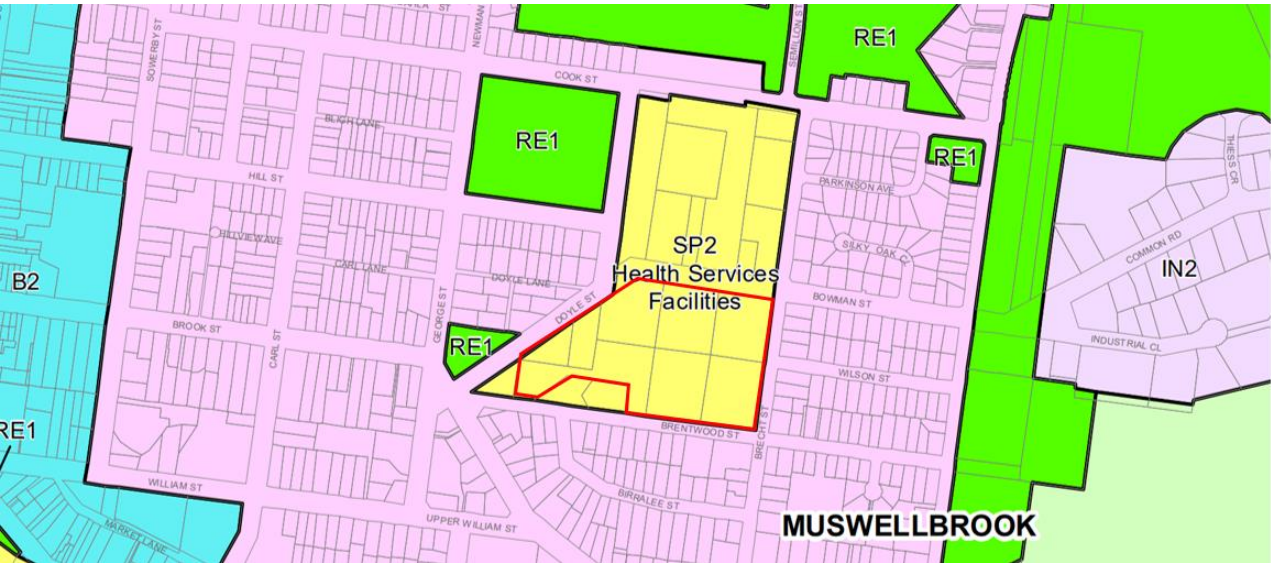 NEWMAN
SOWERBY ST
SEMILLON ST
RE1
COOK ST
BLIGH LANE
RE1
RE1
THIESS CR
HILL ST
PARKINSON AVE
HILLVIEW AVE
CARL LANE
DOYLE LANE
SP2
Health Services
Facilities
SILKY OAK C
COMMON RD
IN2
B2
GEORGE ST
DOYLE ST
BOWMAN ST
BROOK ST
CARL ST
RE1
INDUSTRIAL CL
WILSON ST
RE1
BRENTWOOD ST
BRECHT ST
WILLIAM ST
BIRRALEE ST
MARKET LANE
UPPER WILLIAM ST
MUSWELLBROOK